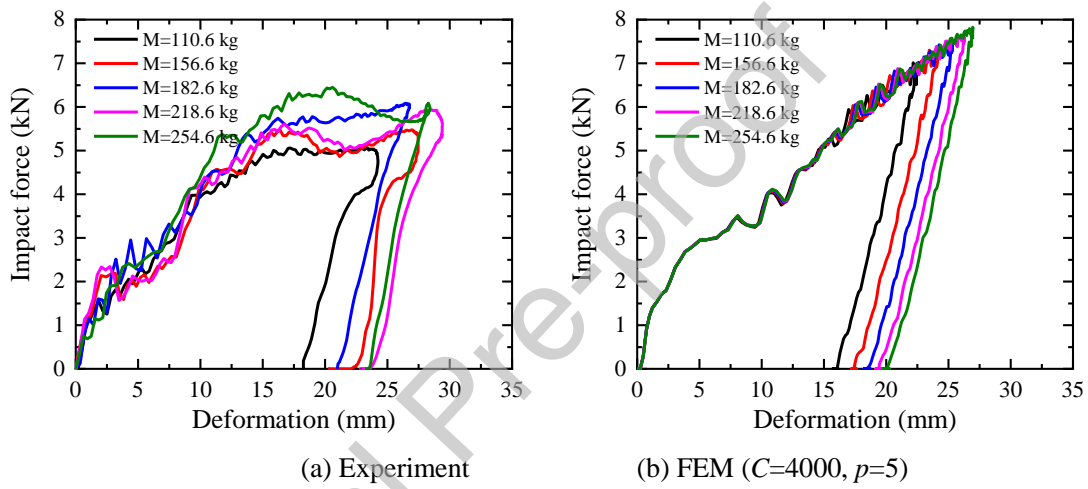 8
7
6
5
4
3
2
1
0
Impact force (kN)
M=110.6 kg
M=156.6 kg
M=182.6 kg
M=218.6 kg
M=254.6 kg
0 5 10 15 20 25 30 35
Deformation (mm)
(a) Experiment
8
7
6
5
4
3
2
1
0
Impact force (kN)
M=110.6 kg
M=156.6 kg
M=182.6 kg
M=218.6 kg
M=254.6 kg
0 5 10 15 20 25 30 35
Deformation (mm)
(b) FEM (C=4000, p=5)
Pre-proof